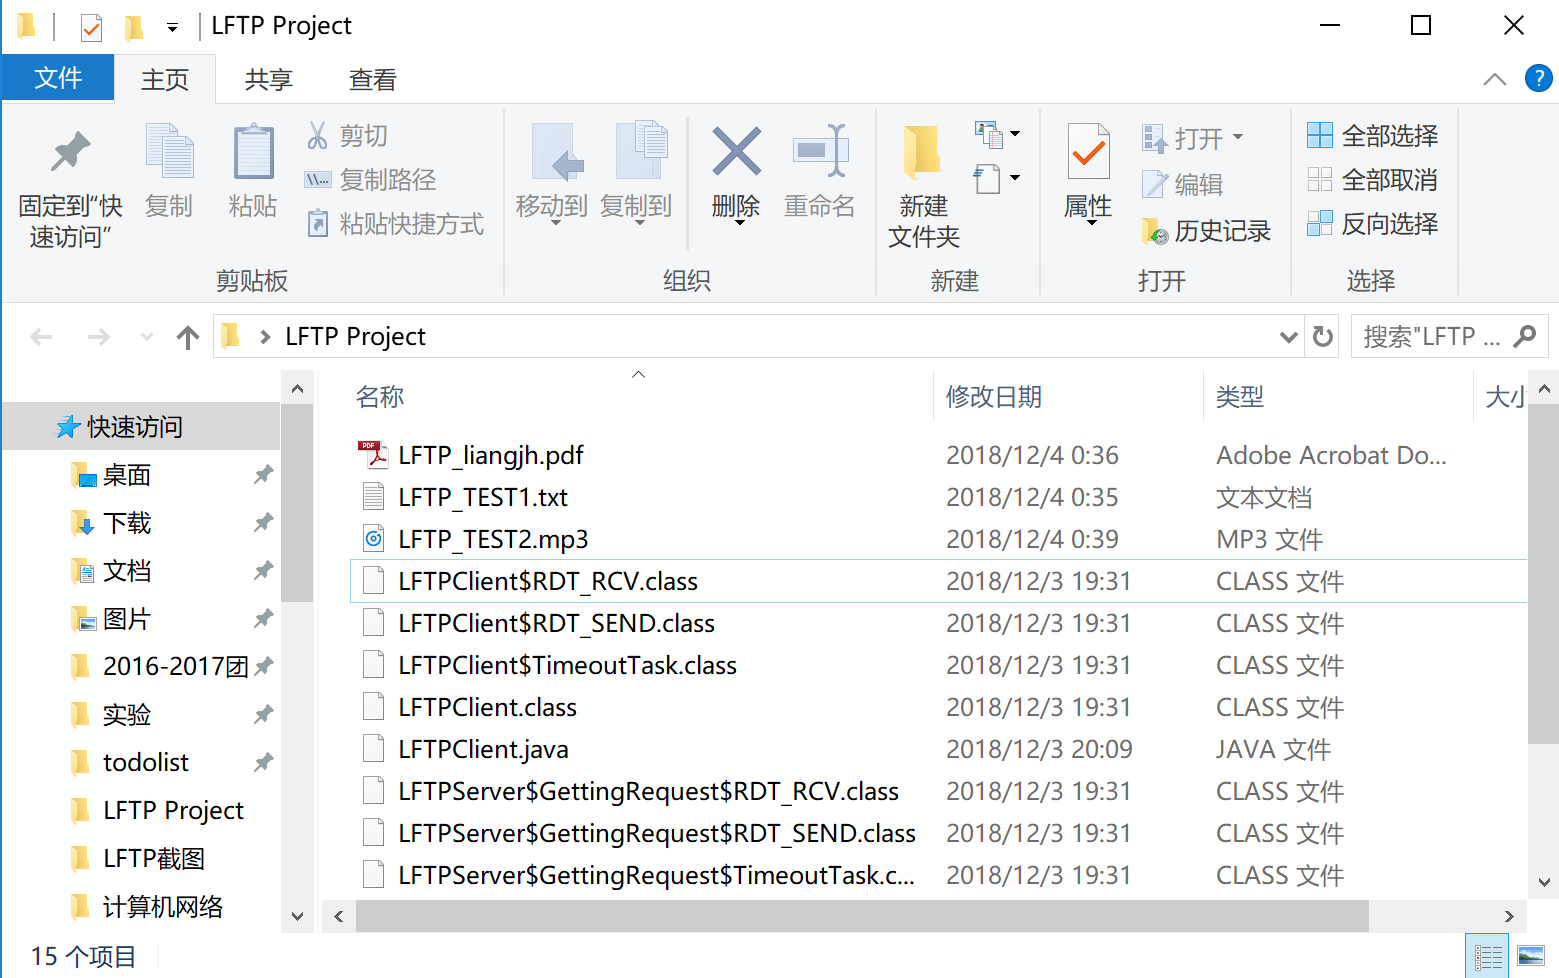 LFTP Project
文件
主页
共享
查看
?
固定到“快
速访问”
复制
粘贴
剪切
复制路径
粘贴快捷方式
剪贴板
移动到
复制到
删除
重命名
组织
新建
文件夹
新建
属性
打开
编辑
历史记录
打开
全部选择
全部取消
反向选择
选择
LFTP Project
搜索"LFTP ...
快速访问
桌面
下载
文档
图片
2016-2017团
实验
todolist
LFTP Project
LFTP截图
计算机网络
名称 修改日期 类型 大小
PDF
LFTP_liangjh.pdf 2018/12/4 0:36 Adobe Acrobat Do...
LFTP_TEST1.txt 2018/12/4 0:35 文本文档
LFTP_TEST2.mp3 2018/12/4 0:39 MP3 文件
LFTPClient$RDT_RCV.class 2018/12/3 19:31 CLASS 文件
LFTPClient$RDT_SEND.class 2018/12/3 19:31 CLASS 文件
LFTPClient$TimeoutTask.class 2018/12/3 19:31 CLASS 文件
LFTPClient.class 2018/12/3 19:31 CLASS 文件
LFTPClient.java 2018/12/3 20:09 JAVA 文件
LFTPServer$GettingRequest$RDT_RCV.class 2018/12/3 19:31 CLASS 文件
LFTPServer$GettingRequest$RDT_SEND.class 2018/12/3 19:31 CLASS 文件
LFTPServer$GettingRequest$TimeoutTask.c... 2018/12/3 19:31 CLASS 文件
15 个项目